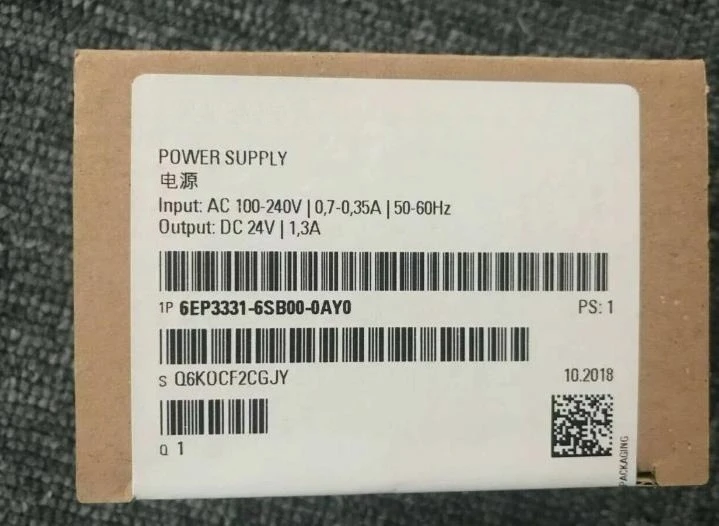 POWER SUPPLY
电源
Input: AC 100-240V | 0,7-0,35A | 50-60Hz
Output: DC 24V | 1,3A
1P 6EP3331-6SB00-0AY0 PS: 1
S Q6KOCF2CGJY 10.2018
Q 1
PACKAGING